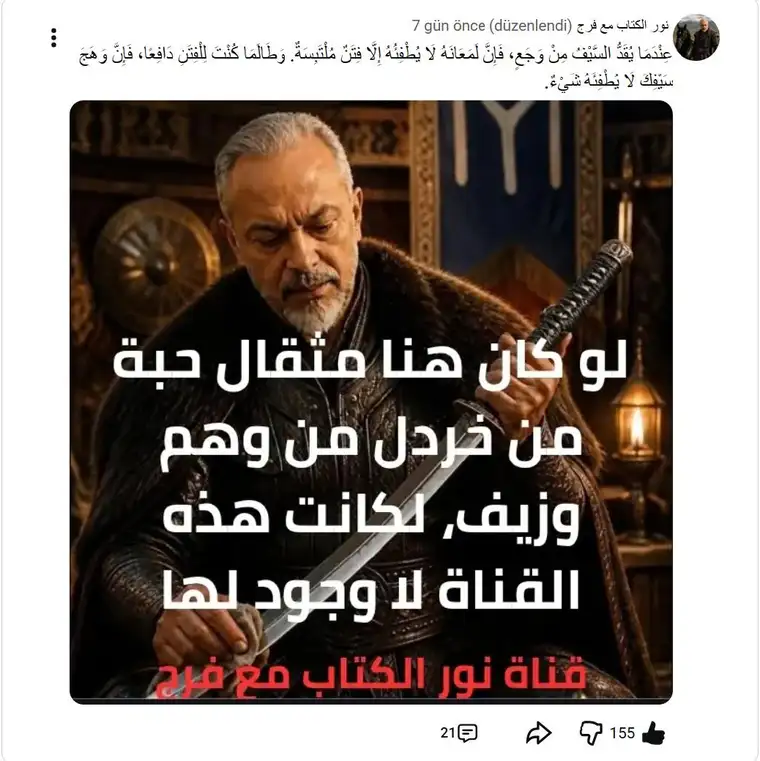 نور الكتاب مع فرج 7 gün önce (düzenlendi)
عِنْدَمَا يُقَدُّ السَّيْفُ مِنْ وَجَعٍ، فَإِنَّ لَمَعَانَهُ لَا يُطْفِئُهُ إِلَّا فِتَنٌ مُلْتَبِسَةٌ. وَطَالَمَا كُنْتَ لِلْفِتَنِ دَافِعًا، فَإِنَّ وَهَجَ
سَيْفِكَ لَا يُطْفِئَهُ شَيْءٌ.
لو كان هنا مثقال حبة
من خردل من وهم
وزيف, لكانت هذه
القناة لا وجود لها
قناة نور الكتاب مع فرج
21 155